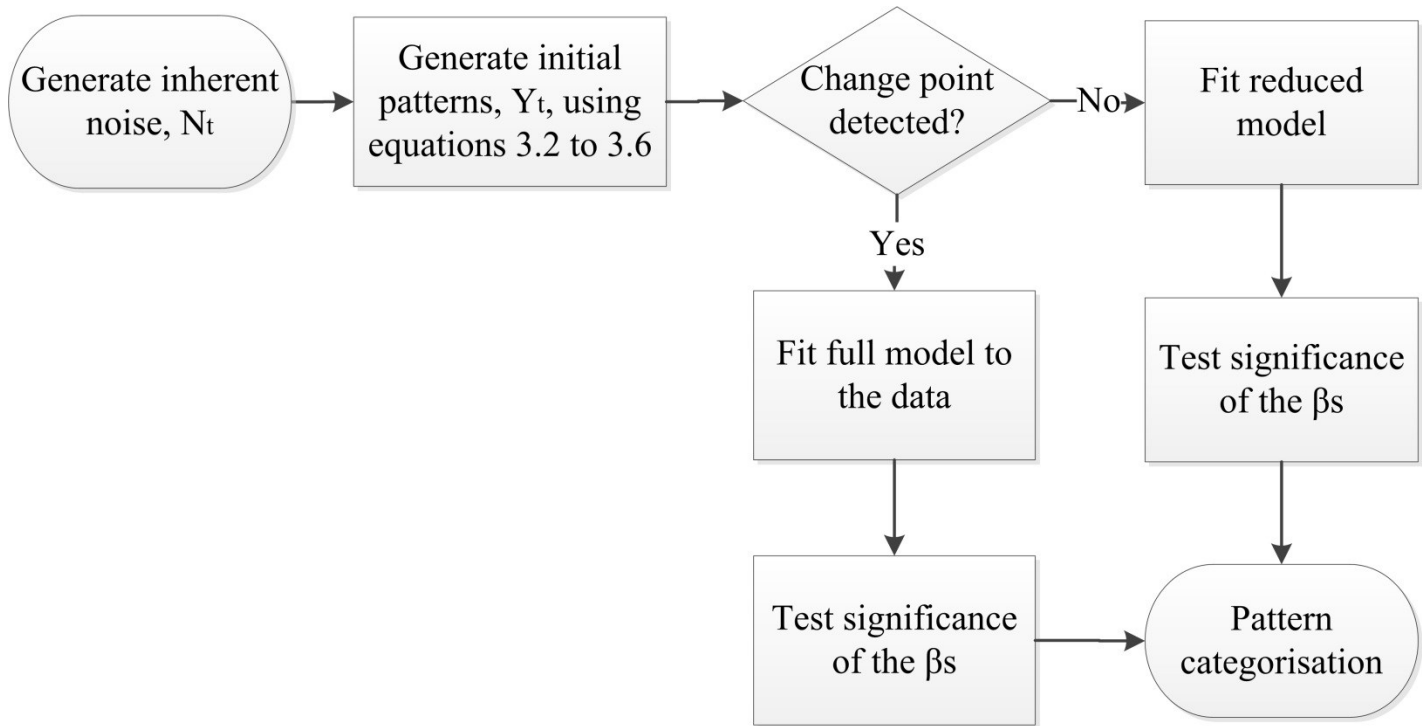 Generate inherent
noise, Nt
Generate initial
patterns, Yt, using
equations 3.2 to 3.6
Change point
detected?
No
Fit reduced
model
Yes
Fit full model to
the data
Test significance
of the βs
Test significance
of the βs
Pattern
categorisation